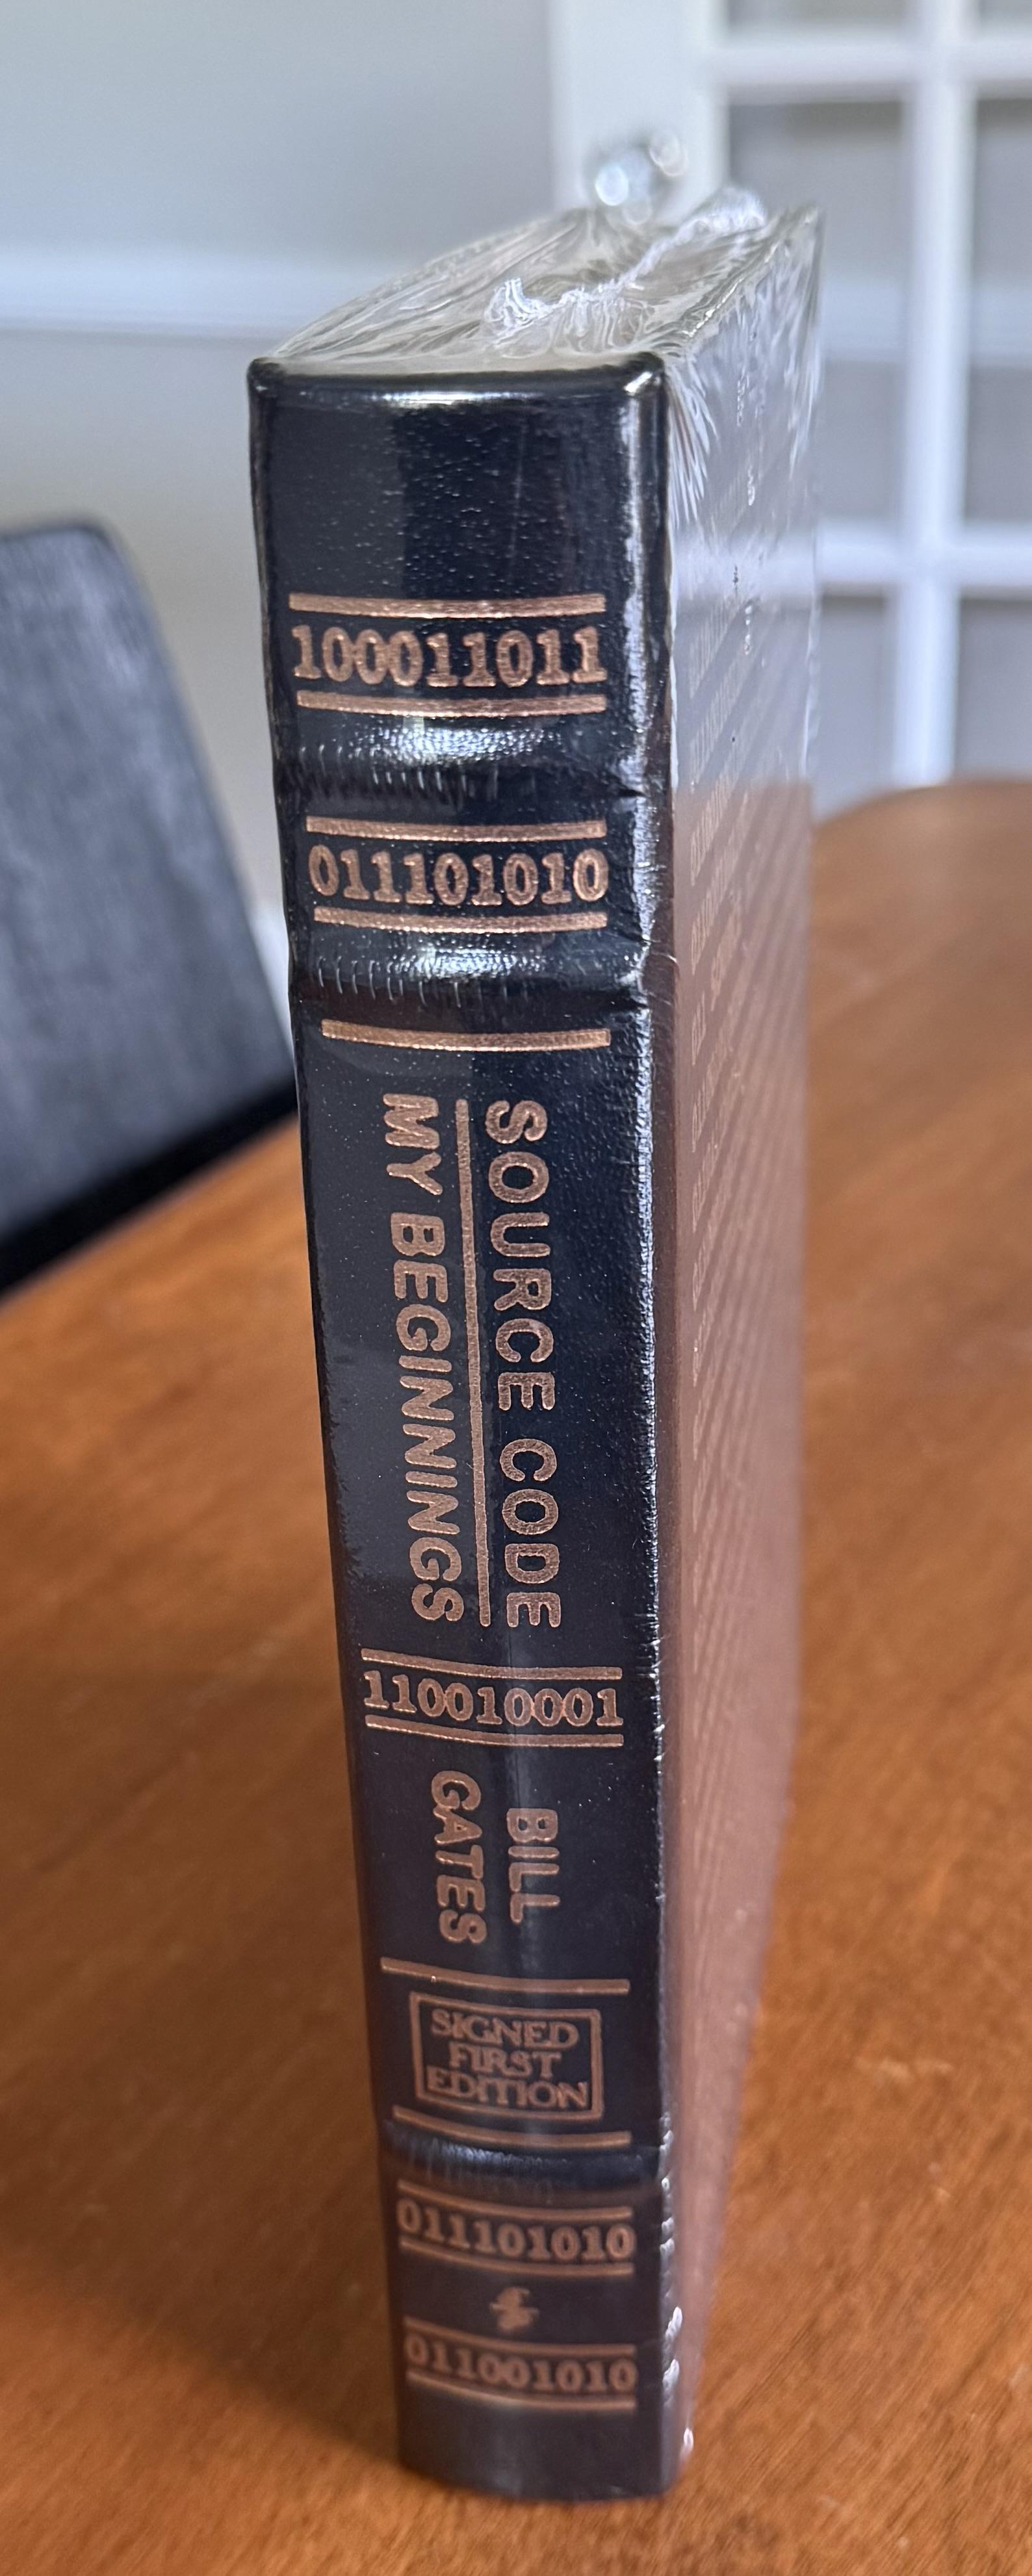 100011011
011101010
SOURCE CODE
MY BEGINNINGS
110010001
BILL
GATES
SIGNED
FIRST
EDITION
011101010
011001010